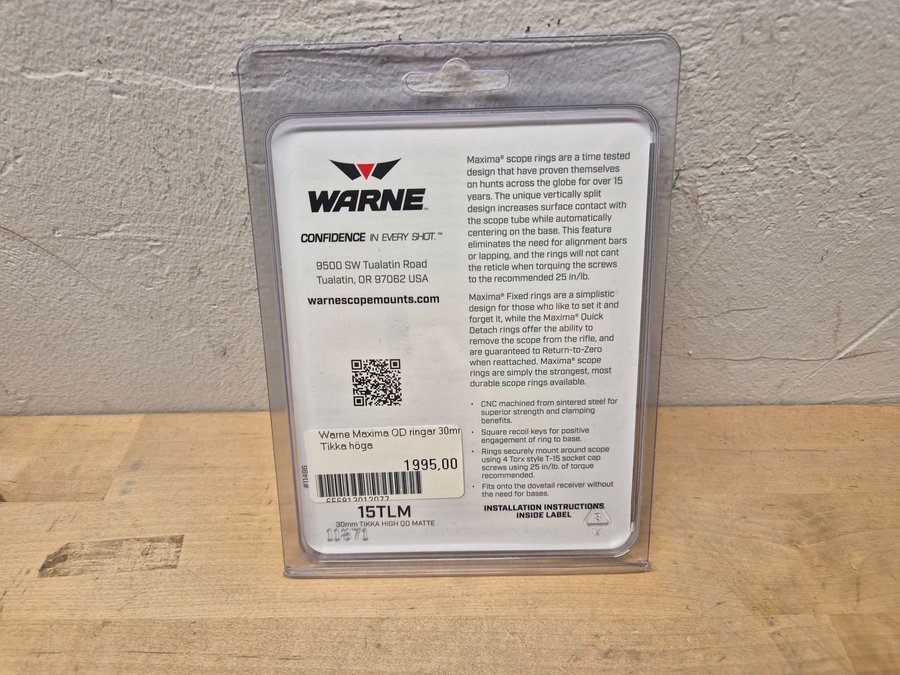 WARNE
CONFIDENCE IN EVERY SHOT.™
9500 SW Tualatin Road
Tualatin, OR 97062 USA
warnescopemounts.com
Warne Maxima QD ringar 30mm
Tikka höga
1995,00
#1149B
15TLM
30mm TIKKA HIGH QD MATTE
Maxima® scope rings are a time tested
design that have proven themselves
on hunts across the globe for over 15
years. The unique vertically split
design increases surface contact with
the scope tube while automatically
centering on the base. This feature
eliminates the need for alignment bars
or lapping, and the rings will not cant
the reticle when torquing the screws
to the recommended 25 in/lb.
Maxima® Fixed rings are a simplistic
design for those who like to set it and
forget it, while the Maxima® Quick
Detach rings offer the ability to
remove the scope from the rifle, and
are guaranteed to Return-to-Zero
when reattached. Maxima® scope
rings are simply the strongest, most
durable scope rings available.
• CNC machined from sintered steel for
superior strength and clamping
benefits.
• Square recoil keys for positive
engagement of ring to base.
• Rings securely mount around scope
using 4 Torx style T-15 socket cap
screws using 25 in/lb. of torque
recommended.
• Fits onto the dovetail receiver without
the need for bases.
INSTALLATION INSTRUCTIONS
INSIDE LABEL